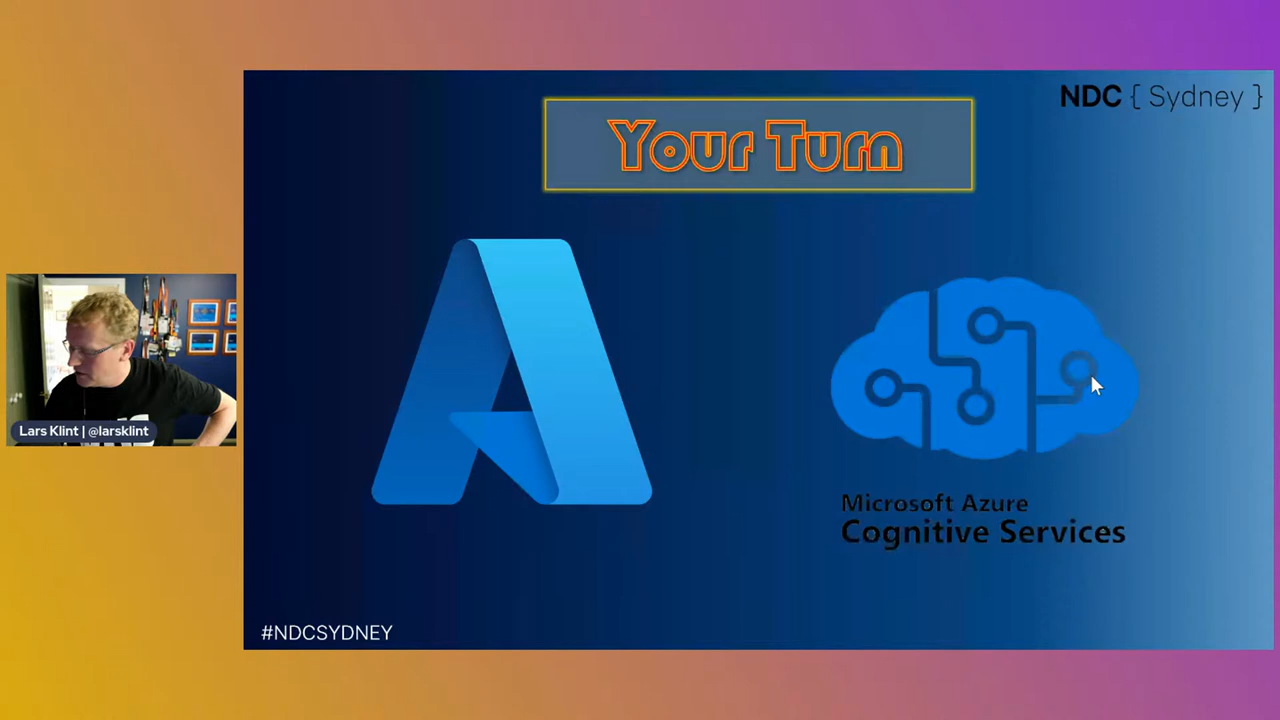 NDC { Sydney }
Your Turn
Lars Klint | @larsklint
Microsoft Azure
Cognitive Services
#NDCSYDNEY